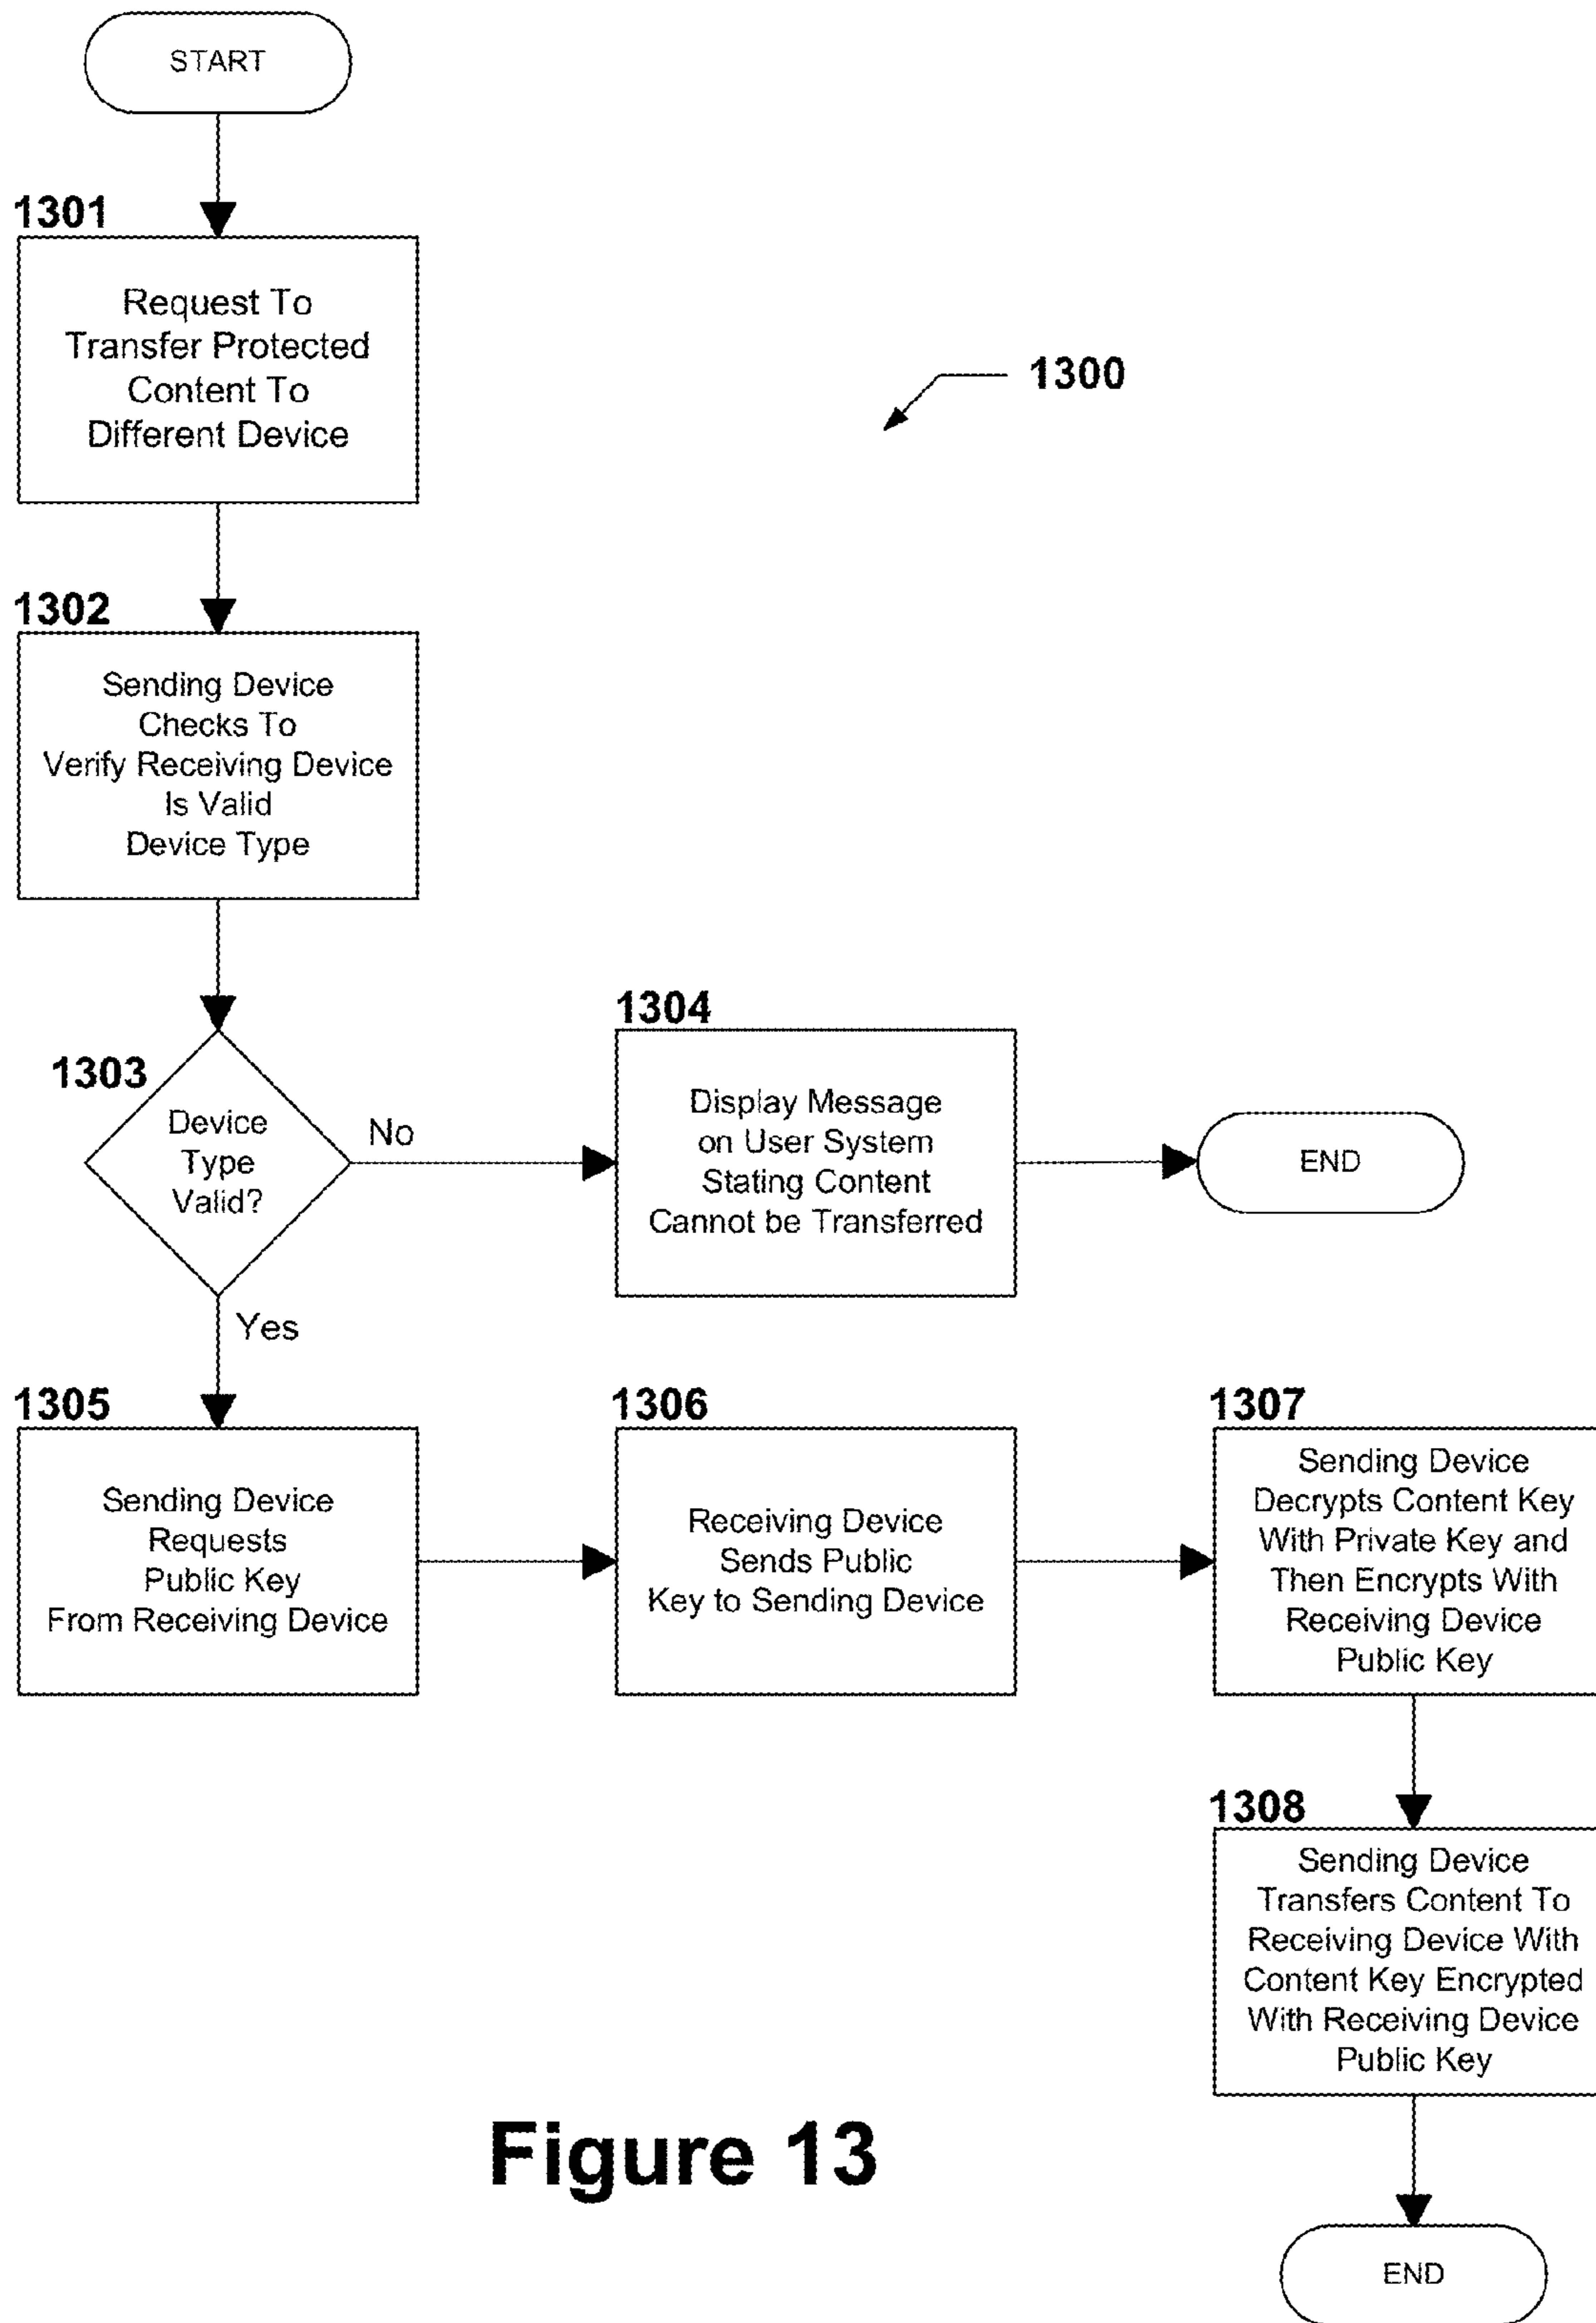 START
1301
Request To
Transfer Protected
Content To
Different Device
1300
1302
Sending Device
Checks To
Verify Receiving Device
Is Valid
Device Type
1303
Device
Type
Valid?
No
1304
Display Message
on User System
Stating Content
Cannot be Transferred
END
Yes
1305
Sending Device
Requests
Public Key
From Receiving Device
1306
Receiving Device
Sends Public
Key to Sending Device
1307
Sending Device
Decrypts Content Key
With Private Key and
Then Encrypts With
Receiving Device
Public Key
1308
Sending Device
Transfers Content To
Receiving Device With
Content Key Encrypted
With Receiving Device
Public Key
Figure 13
END